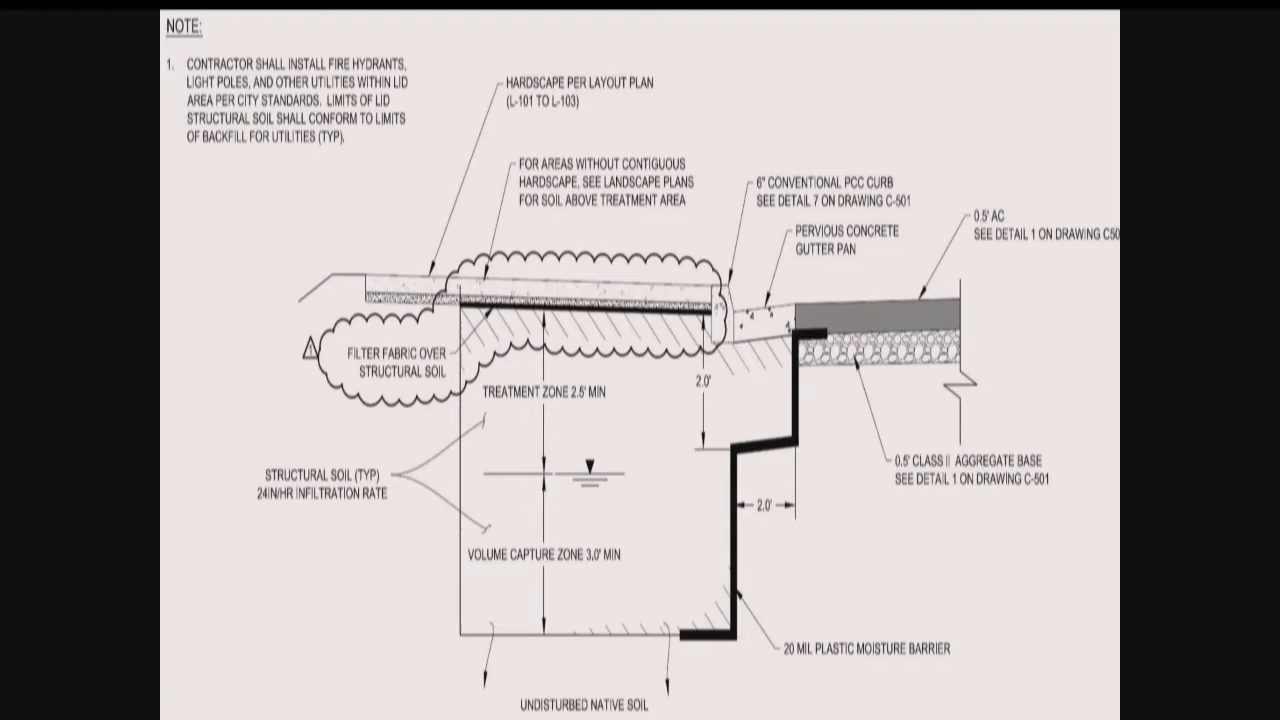 NOTE:
1. CONTRACTOR SHALL INSTALL FIRE HYDRANTS,
LIGHT POLES, AND OTHER UTILITIES WITHIN LID
AREA PER CITY STANDARDS. LIMITS OF LID
STRUCTURAL SOIL SHALL CONFORM TO LIMITS
OF BACKFILL FOR UTILITIES (TYP).
HARDSCAPE PER LAYOUT PLAN
(L-101 TO L-103)
FOR AREAS WITHOUT CONTIGUOUS
HARDSCAPE, SEE LANDSCAPE PLANS
FOR SOIL ABOVE TREATMENT AREA
6" CONVENTIONAL PCC CURB
SEE DETAIL 7 ON DRAWING C-501
PERVIOUS CONCRETE
GUTTER PAN
0.5' AC
SEE DETAIL 1 ON DRAWING C50
FILTER FABRIC OVER
STRUCTURAL SOIL
TREATMENT ZONE 2.5' MIN
2.0'
STRUCTURAL SOIL (TYP)
24IN/HR INFILTRATION RATE
0.5' CLASS II AGGREGATE BASE
SEE DETAIL 1 ON DRAWING C-501
2.0'
VOLUME CAPTURE ZONE 3.0' MIN
20 MIL PLASTIC MOISTURE BARRIER
UNDISTURBED NATIVE SOIL